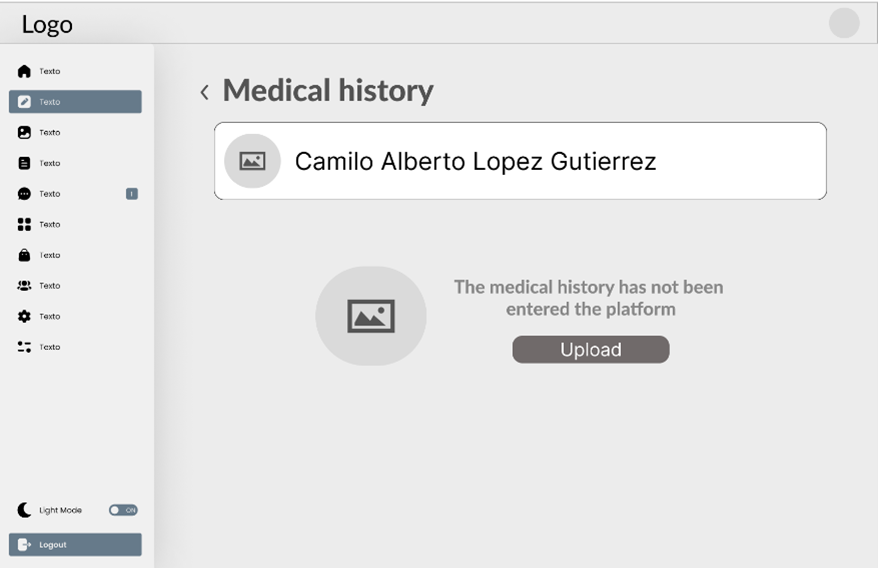 Logo
Texto
Texto
Texto
Texto
Texto
Texto
Texto
Texto
Texto
Texto
Light Mode ON
Logout
Medical history
Camilo Alberto Lopez Gutierrez
The medical history has not been
entered the platform
Upload